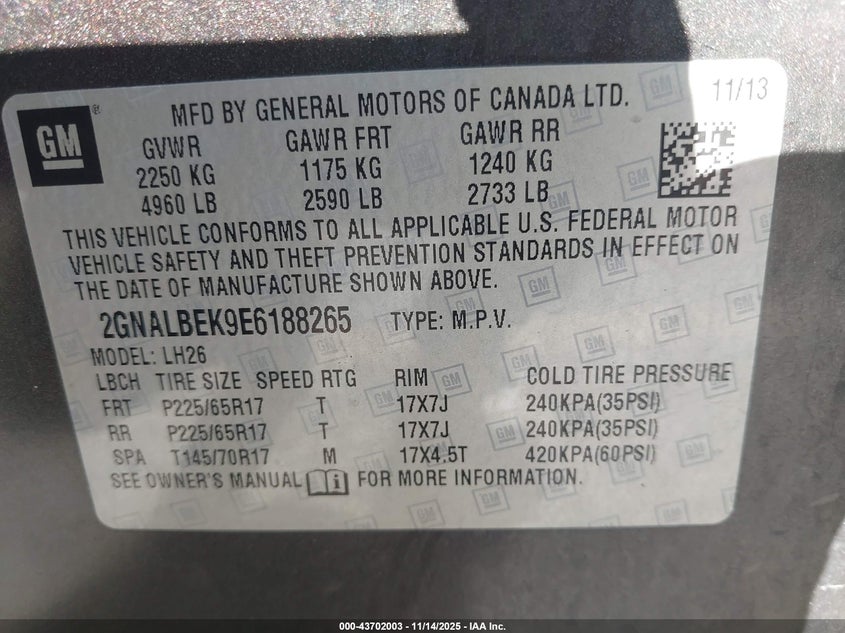 11/13
MFD BY GENERAL MOTORS OF CANADA LTD.
GM ®
GVWR GAWR FRT GAWR RR
2250 KG 1175 KG 1240 KG
4960 LB 2590 LB 2733 LB
THIS VEHICLE CONFORMS TO ALL APPLICABLE U.S. FEDERAL MOTOR
VEHICLE SAFETY AND THEFT PREVENTION STANDARDS IN EFFECT ON
THE DATE OF MANUFACTURE SHOWN ABOVE.
2GNALBEK9E6188265 TYPE: M.P.V.
MODEL: LH26
LBCH TIRE SIZE SPEED RTG RIM COLD TIRE PRESSURE
FRT P225/65R17 T 17X7J 240KPA(35PSI)
RR P225/65R17 T 17X7J 240KPA(35PSI)
SPA T145/70R17 M 17X4.5T 420KPA(60PSI)
SEE OWNER'S MANUAL i FOR MORE INFORMATION.
000-43702003 - 11/14/2025 - IAA Inc.